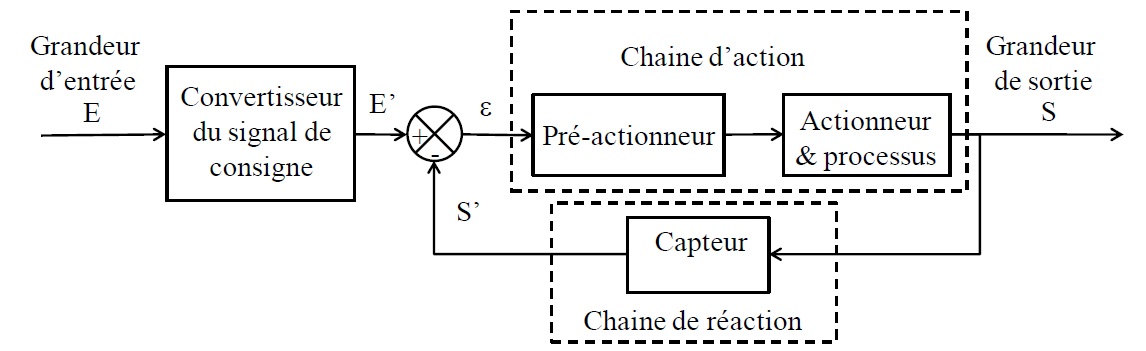 Grandeur
d'entrée
E
Convertisseur
du signal de
consigne
E'
+
-
ε
Chaine d'action
Pré-actionneur
Actionneur
& processus
Grandeur
de sortie
S
S'
Capteur
Chaine de réaction